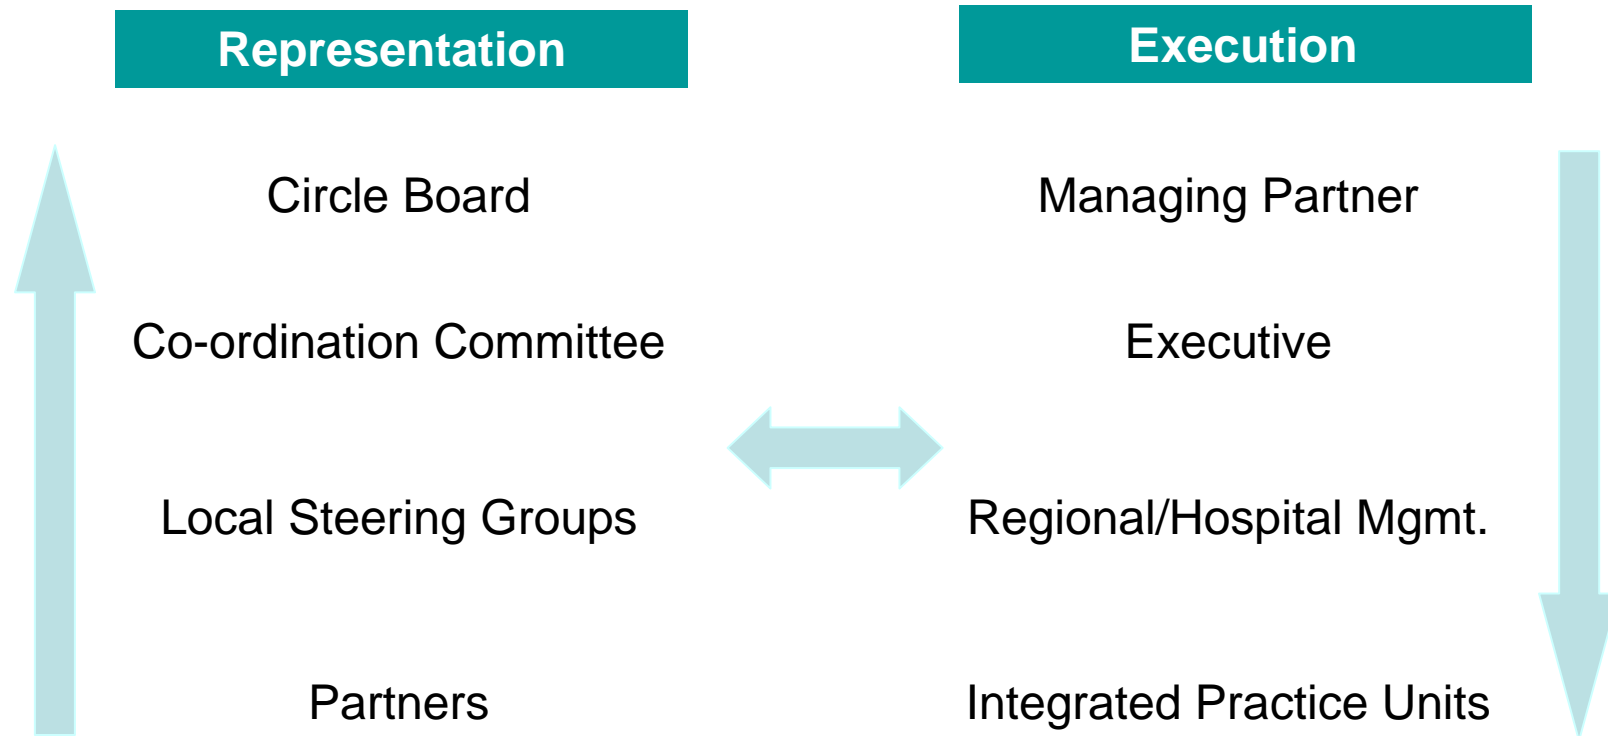 Representation
Execution
Circle Board
Managing Partner
Co-ordination Committee
Executive
Local Steering Groups
Regional/Hospital Mgmt.
Partners
Integrated Practice Units